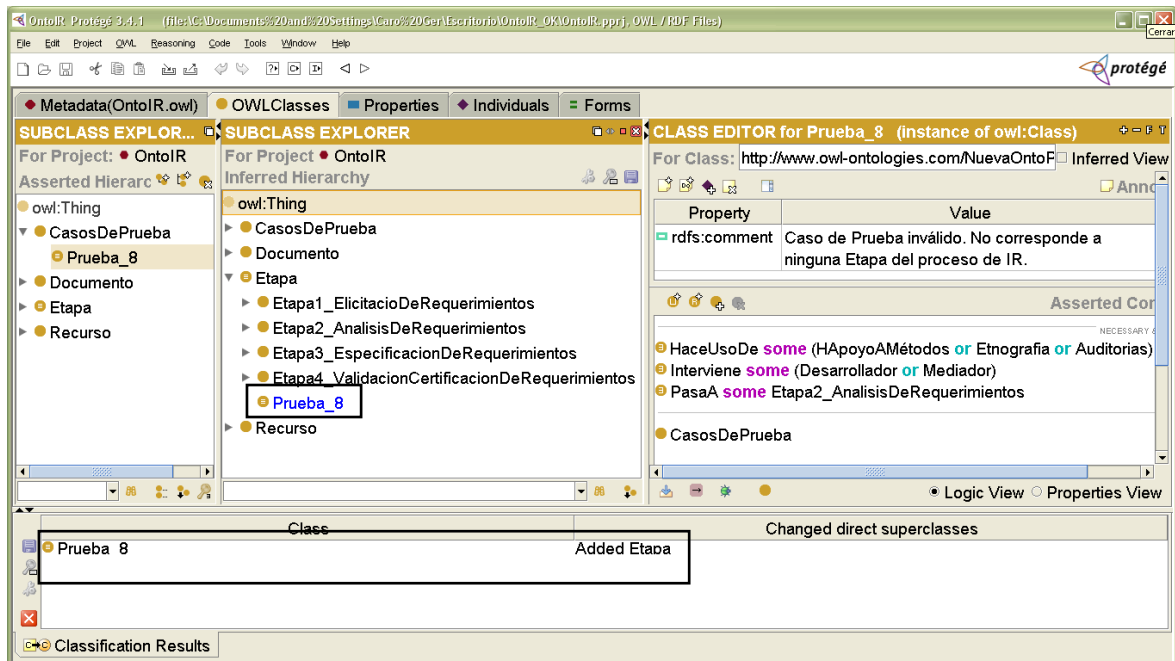 OntoIR Protégé 3.4.1 (file:\C:\Documents%20and%20Settings\Caro%20Ger\Escritorio\OntoIR_OK\OntoIR.pprj, OWL / RDF Files)
Cerrar
File Edit Project OWL Reasoning Code Tools Window Help
protégé
Metadata(OntoIR.owl) OWLClasses Properties Individuals Forms
SUBCLASS EXPLOR...
For Project: OntoIR
Asserted Hierarc
owl:Thing
CasosDePrueba
Prueba_8
Documento
Etapa
Recurso
SUBCLASS EXPLORER
For Project OntoIR
Inferred Hierarchy
owl:Thing
CasosDePrueba
Documento
Etapa
Etapa1_ElicitacioDeRequerimientos
Etapa2_AnalisisDeRequerimientos
Etapa3_EspecificacionDeRequerimientos
Etapa4_ValidacionCertificacionDeRequerimientos
Prueba_8
Recurso
CLASS EDITOR for Prueba_8 (instance of owl:Class)
For Class: http://www.owl-ontologies.com/NuevaOntoF Inferred View
Anno
Property Value
rdfs:comment Caso de Prueba inválido. No corresponde a
ninguna Etapa del proceso de IR.
Asserted Con
NECESSARY &
HaceUsoDe some (HApoyoAMétodos or Etnografia or Auditorias)
Interviene some (Desarrollador or Mediador)
PasaA some Etapa2_AnalisisDeRequerimientos
CasosDePrueba
Logic View Properties View
Class Changed direct superclasses
Prueba_8 Added Etapa
Classification Results